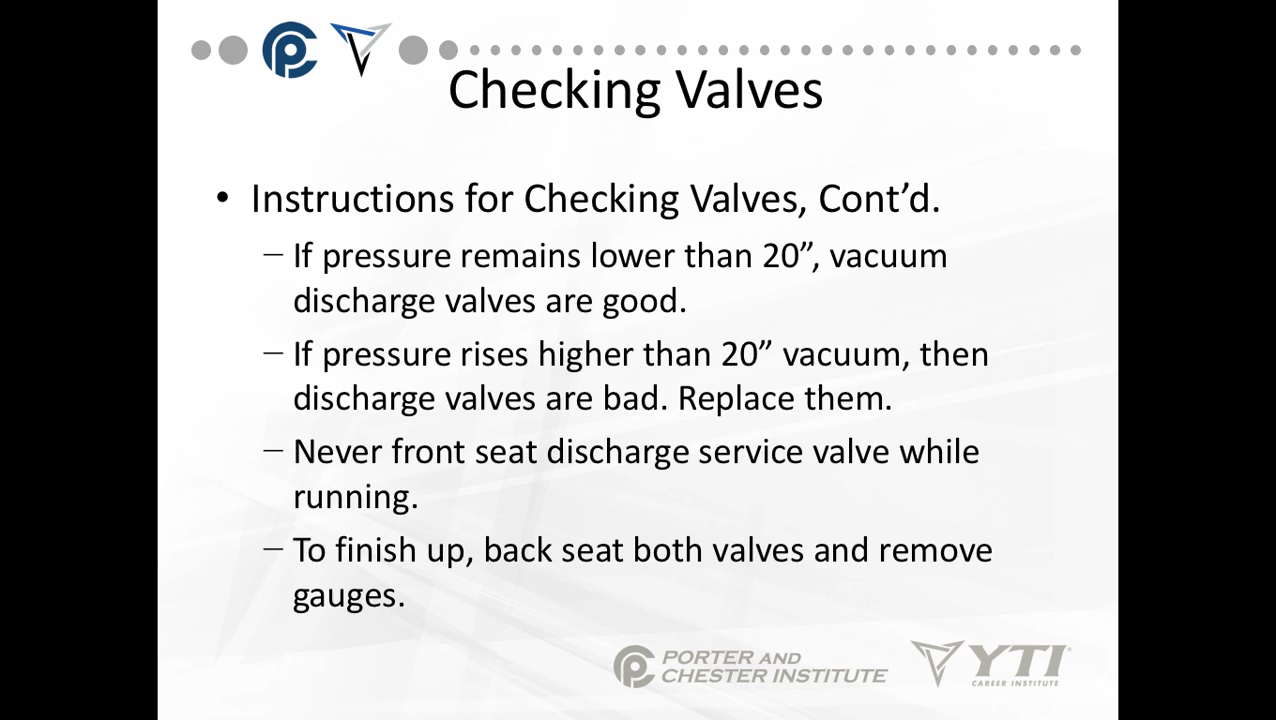 Checking Valves
• Instructions for Checking Valves, Cont’d.
– If pressure remains lower than 20”, vacuum
discharge valves are good.
– If pressure rises higher than 20” vacuum, then
discharge valves are bad. Replace them.
– Never front seat discharge service valve while
running.
– To finish up, back seat both valves and remove
gauges.
PORTER AND
CHESTER INSTITUTE
YTI
CAREER INSTITUTE